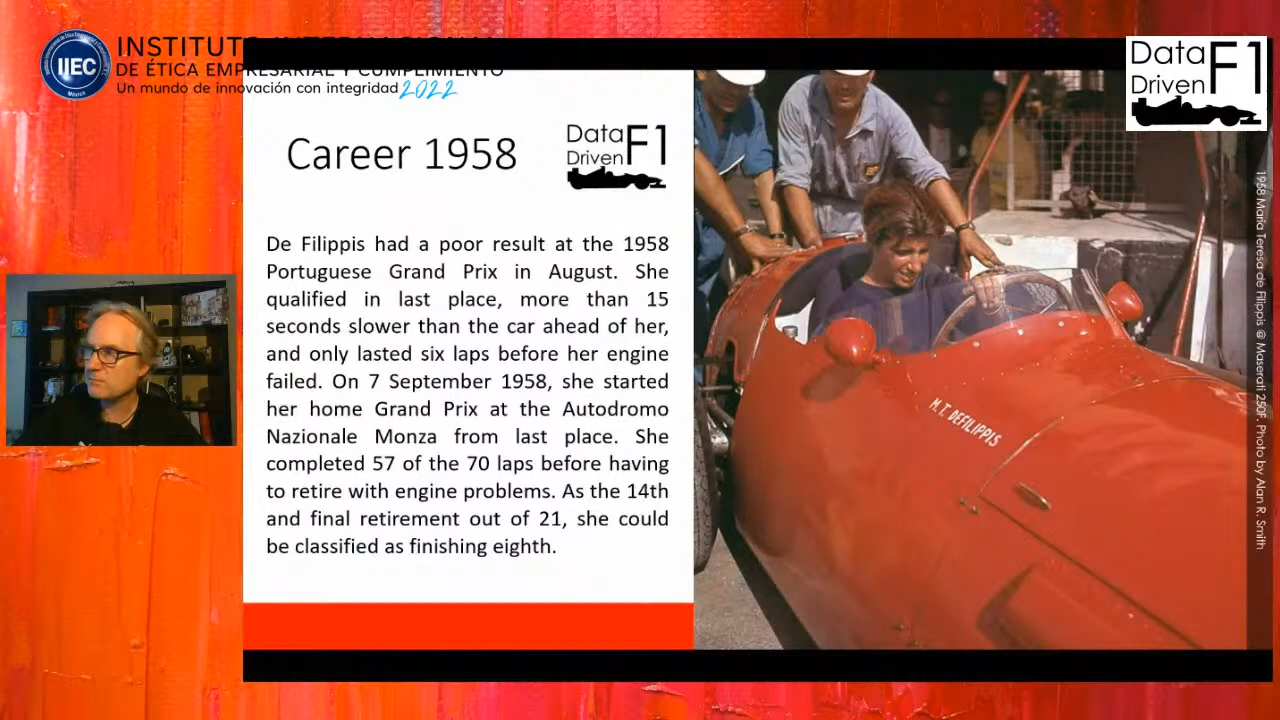 INSTITUTO INTERNACIONAL
DE ÉTICA EMPRESARIAL Y CUMPLIMIENTO
Un mundo de innovación con integridad 2022
IIEC
México
Data
Driven
F1
Career 1958
Data
Driven
F1
De Filippis had a poor result at the 1958
Portuguese Grand Prix in August. She
qualified in last place, more than 15
seconds slower than the car ahead of her,
and only lasted six laps before her engine
failed. On 7 September 1958, she started
her home Grand Prix at the Autodromo
Nazionale Monza from last place. She
completed 57 of the 70 laps before having
to retire with engine problems. As the 14th
and final retirement out of 21, she could
be classified as finishing eighth.
M.T. DEFILIPPIS
1958 Maria Teresa de Filippis @ Maserati 250F. Photo by Alan R. Smith